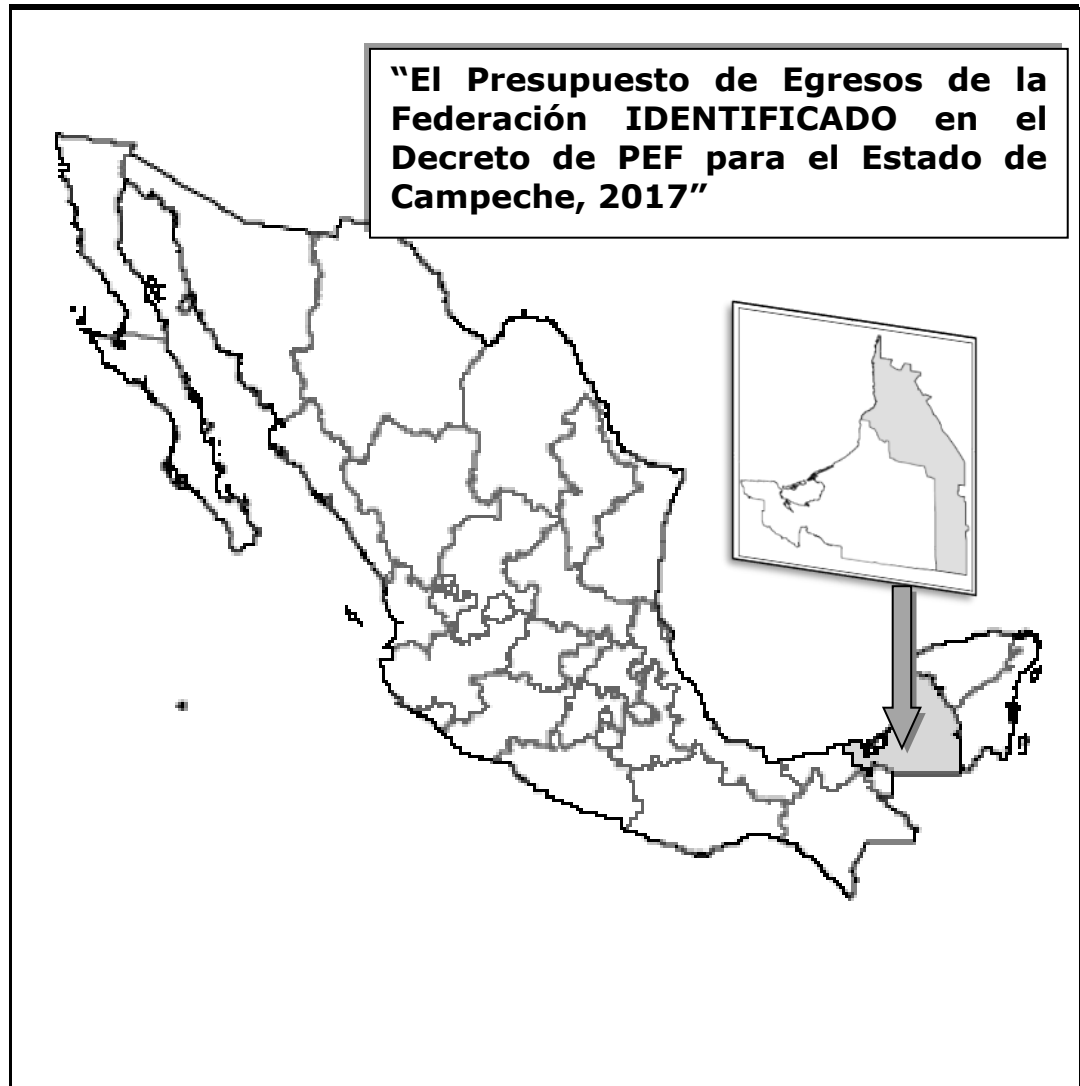 “El Presupuesto de Egresos de la
Federación IDENTIFICADO en el
Decreto de PEF para el Estado de
Campeche, 2017”